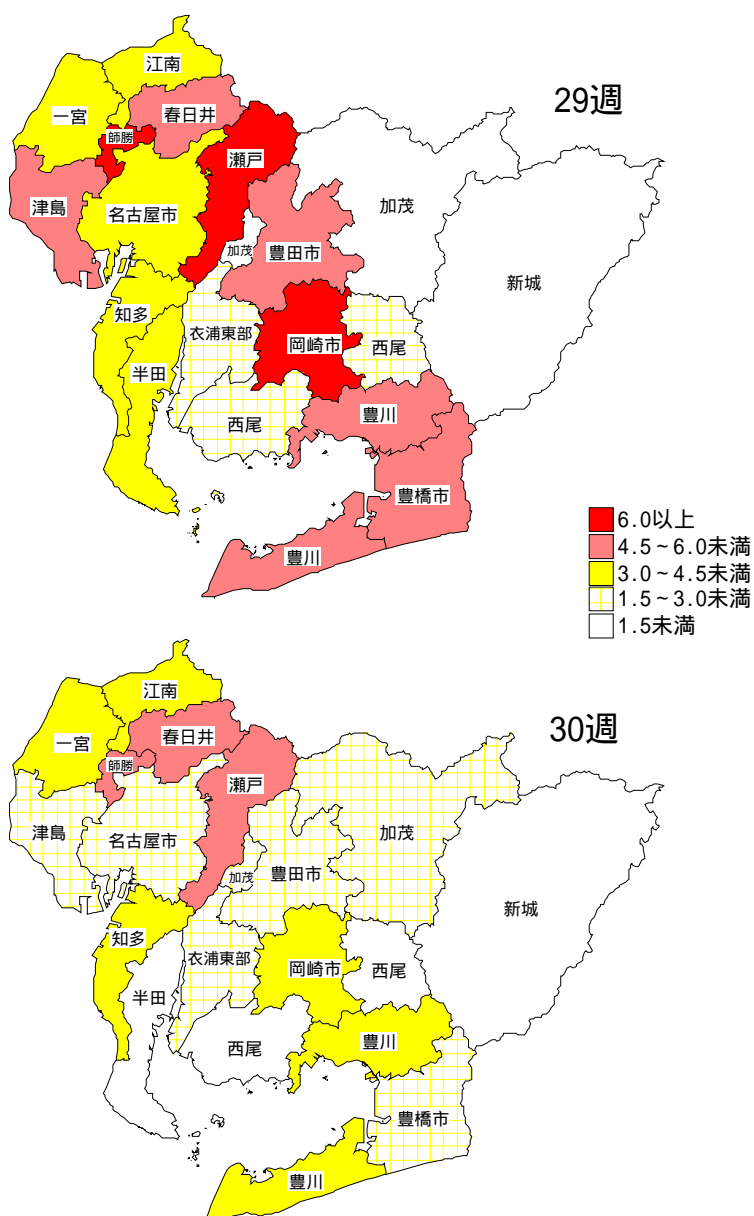 29週
江南
一宮
春日井
師勝
瀬戸
津島
名古屋市
加茂
加茂
豊田市
新城
知多
衣浦東部
岡崎市
西尾
半田
西尾
豊川
豊橋市
豊川
6.0以上
4.5~6.0未満
3.0~4.5未満
1.5~3.0未満
1.5未満
30週
江南
一宮
春日井
師勝
瀬戸
津島
名古屋市
加茂
加茂
豊田市
新城
知多
衣浦東部
岡崎市
西尾
半田
西尾
豊川
豊橋市
豊川